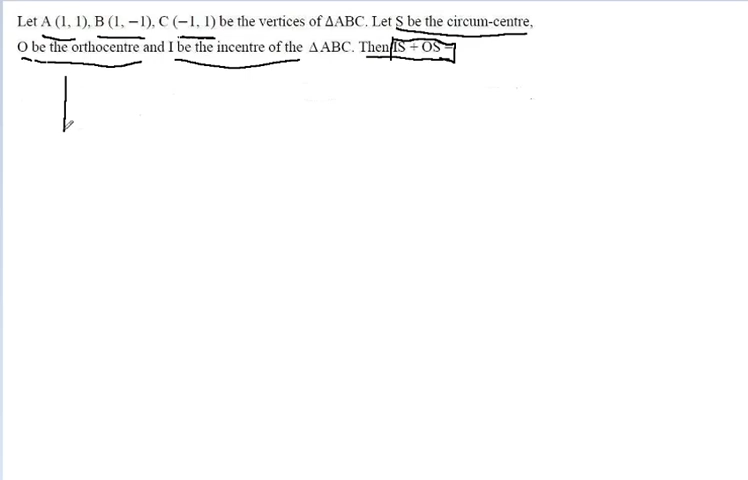 Let A (1, 1), B (1, −1), C (−1, 1) be the vertices of ΔABC. Let S be the circum-centre,
O be the orthocentre and I be the incentre of the ΔABC. Then IS + OS =